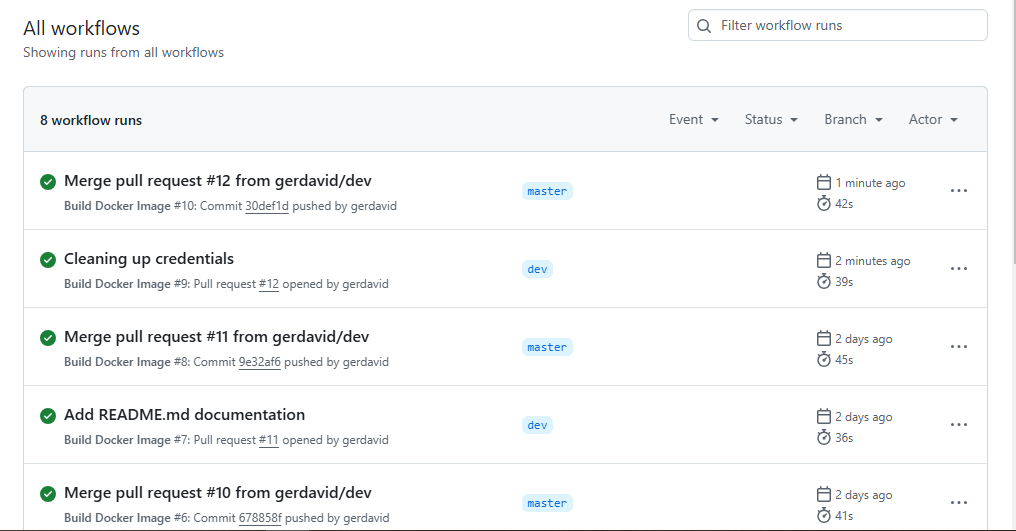 All workflows
Showing runs from all workflows
Filter workflow runs
8 workflow runs
Event
Status
Branch
Actor
Merge pull request #12 from gerdavid/dev
Build Docker Image #10: Commit 30def1d pushed by gerdavid
master
1 minute ago
42s
Cleaning up credentials
Build Docker Image #9: Pull request #12 opened by gerdavid
dev
2 minutes ago
39s
Merge pull request #11 from gerdavid/dev
Build Docker Image #8: Commit 9e32af6 pushed by gerdavid
master
2 days ago
45s
Add README.md documentation
Build Docker Image #7: Pull request #11 opened by gerdavid
dev
2 days ago
36s
Merge pull request #10 from gerdavid/dev
Build Docker Image #6: Commit 678858f pushed by gerdavid
master
2 days ago
41s